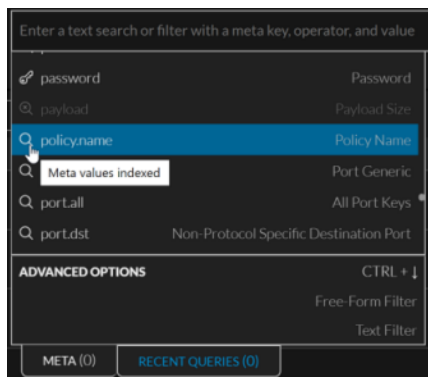 Enter a text search or filter with a meta key, operator, and value
password Password
payload Payload Size
policy.name Policy Name
Meta values indexed Port Generic
port.all All Port Keys
port.dst Non-Protocol Specific Destination Port
ADVANCED OPTIONS CTRL + ↓
Free-Form Filter
Text Filter
META (0) RECENT QUERIES (0)